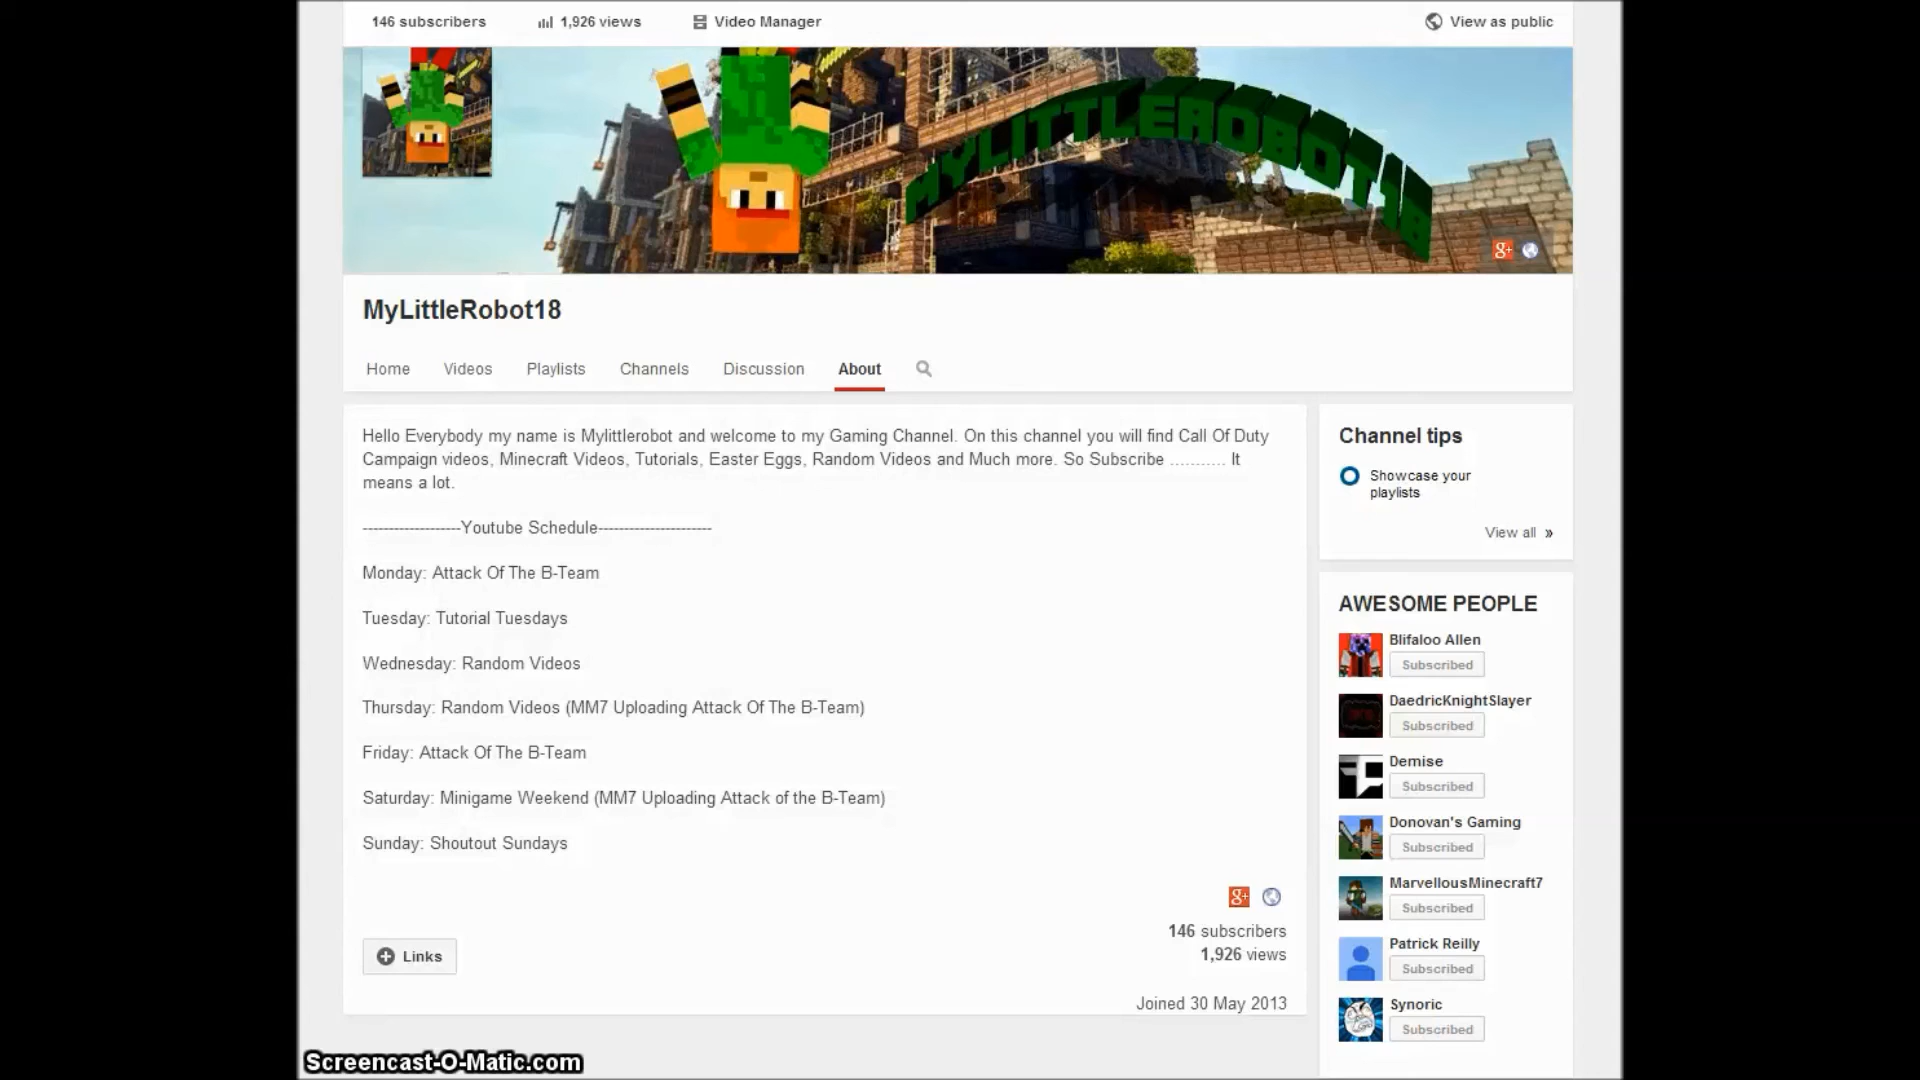 146 subscribers 1,926 views Video Manager View as public
MYLITTLEROBOT18
g+
MyLittleRobot18
Home Videos Playlists Channels Discussion About
Hello Everybody my name is Mylittlerobot and welcome to my Gaming Channel. On this channel you will find Call Of Duty
Campaign videos, Minecraft Videos, Tutorials, Easter Eggs, Random Videos and Much more. So Subscribe ........... It
means a lot.
-------------------Youtube Schedule----------------------
Monday: Attack Of The B-Team
Tuesday: Tutorial Tuesdays
Wednesday: Random Videos
Thursday: Random Videos (MM7 Uploading Attack Of The B-Team)
Friday: Attack Of The B-Team
Saturday: Minigame Weekend (MM7 Uploading Attack of the B-Team)
Sunday: Shoutout Sundays
g+
146 subscribers
1,926 views
Links
Joined 30 May 2013
Channel tips
Showcase your
playlists
View all »
AWESOME PEOPLE
Blifaloo Allen
Subscribed
DaedricKnightSlayer
Subscribed
Demise
Subscribed
Donovan's Gaming
Subscribed
MarvellousMinecraft7
Subscribed
Patrick Reilly
Subscribed
Synoric
Subscribed
Screencast-O-Matic.com